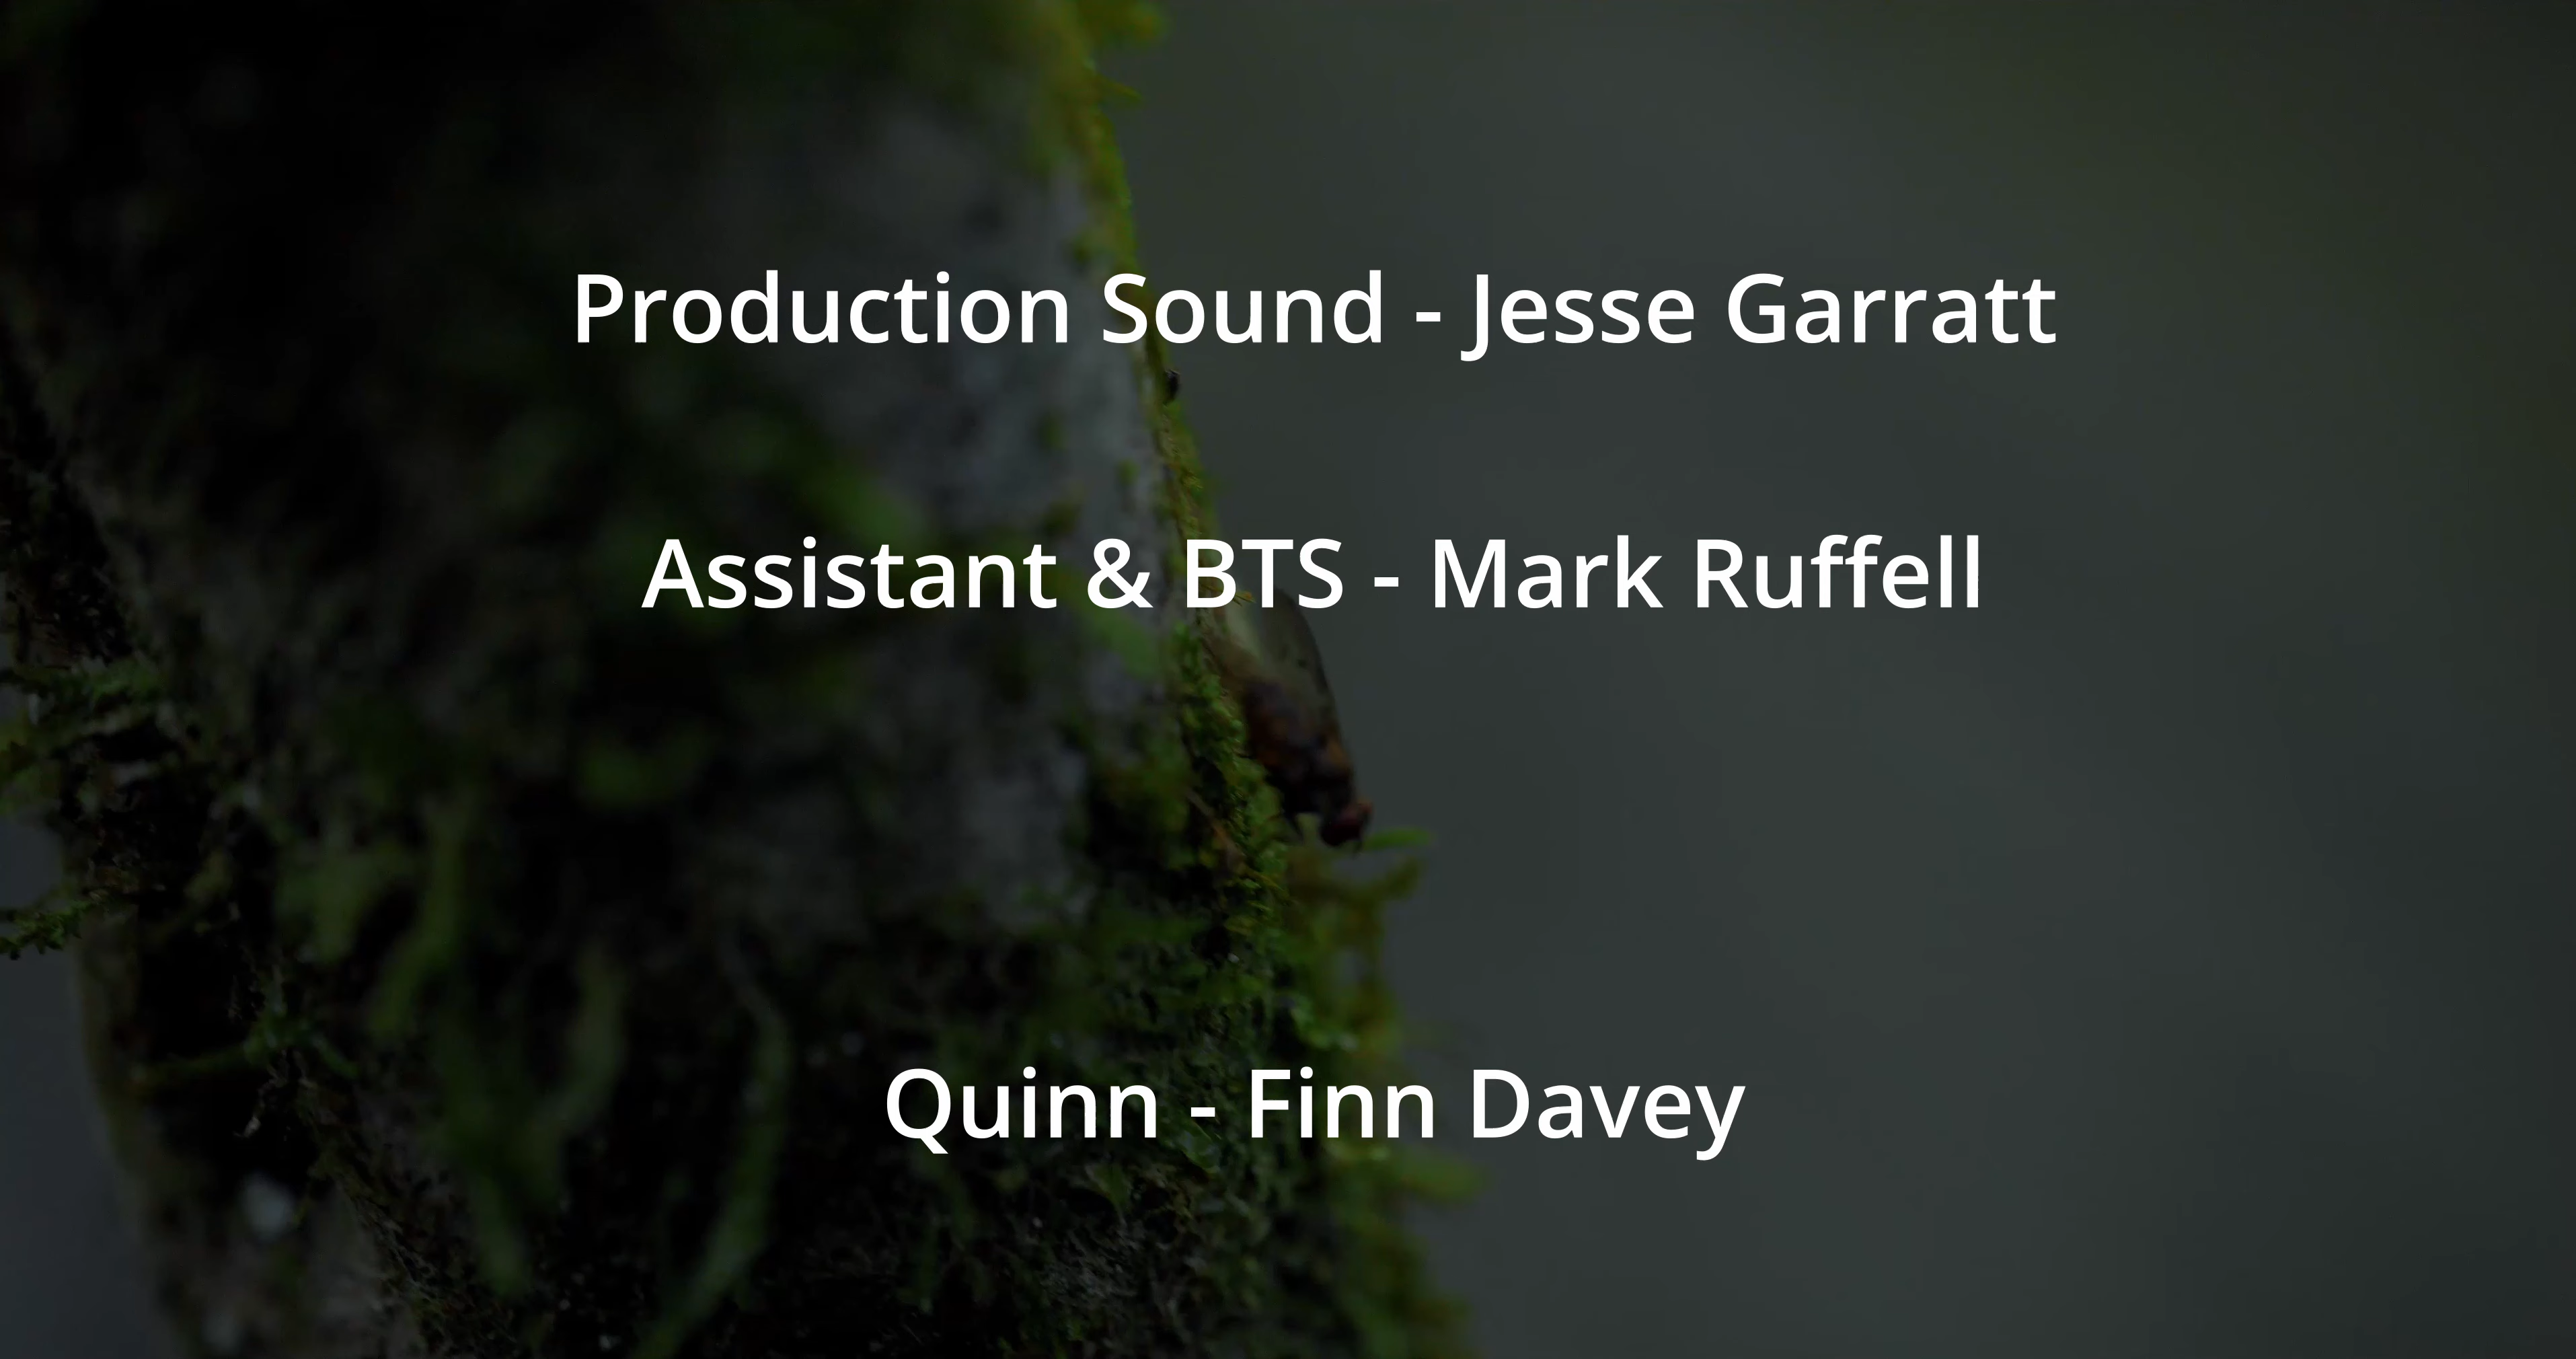 Production Sound - Jesse Garratt
Assistant & BTS - Mark Ruffell
Quinn - Finn Davey